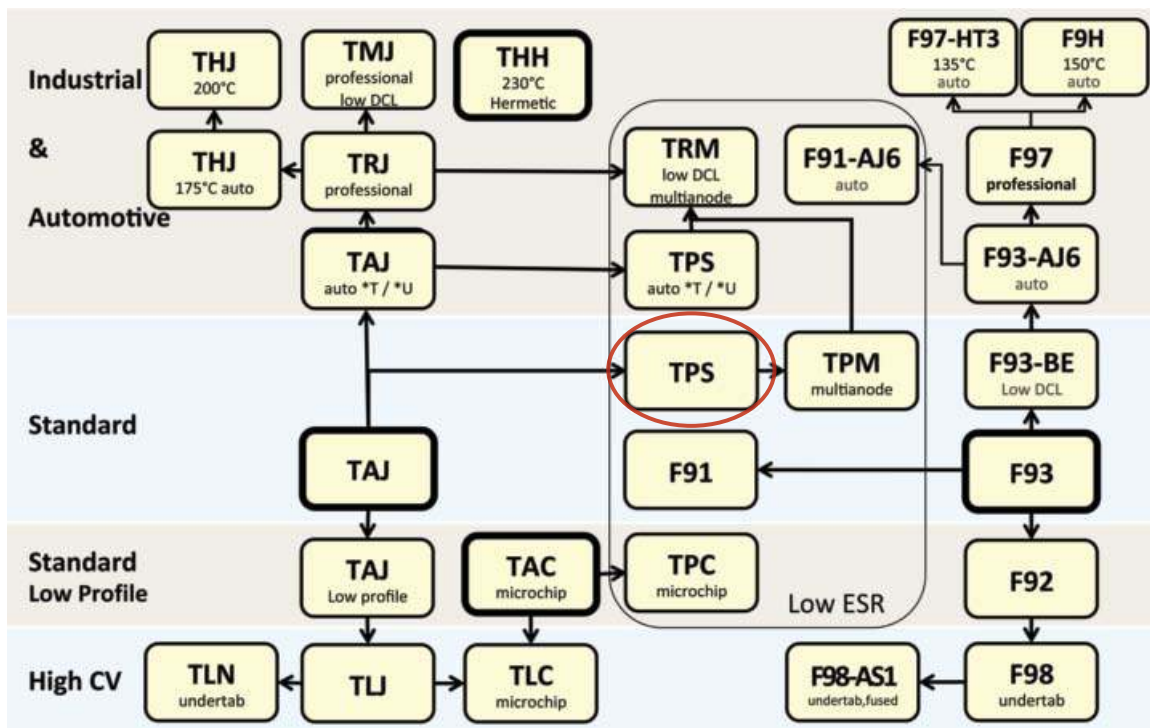 Industrial
&
Automotive
THJ
200°C
TMJ
professional
low DCL
THH
230°C
Hermetic
F97-HT3
135°C
auto
F9H
150°C
auto
THJ
175°C auto
TRJ
professional
TRM
low DCL
multianode
F91-AJ6
auto
F97
professional
TAJ
auto *T / *U
TPS
auto *T / *U
F93-AJ6
auto
Standard
TPS
TPM
multianode
F93-BE
Low DCL
TAJ
F91
F93
Standard
Low Profile
TAJ
Low profile
TAC
microchip
TPC
microchip
Low ESR
F92
High CV
TLN
undertab
TLJ
TLC
microchip
F98-AS1
undertab,fused
F98
undertab